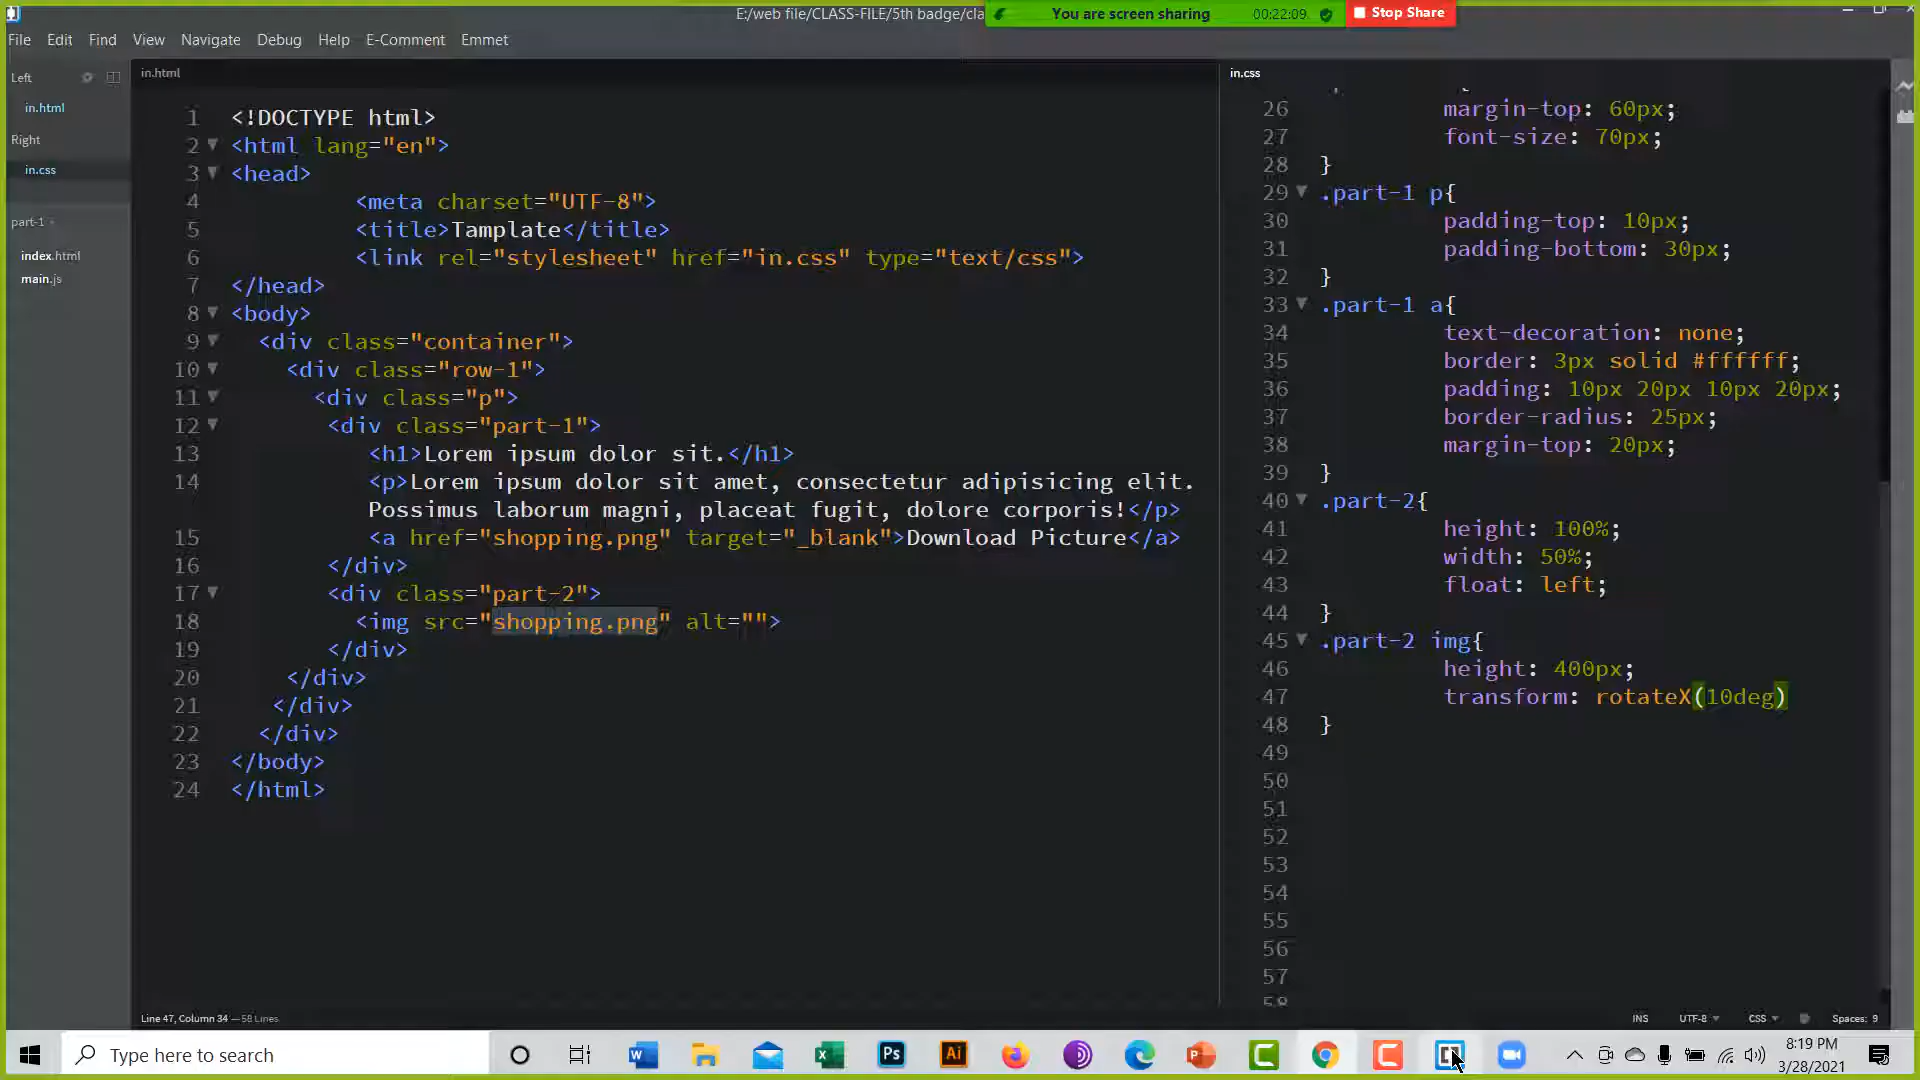 E:/web file/CLASS-FILE/5th badge/cla
You are screen sharing 00:22:09 Stop Share
File Edit Find View Navigate Debug Help E-Comment Emmet
Left
in.html
Right
in.css
part-1
index.html
main.js
in.html
1 <!DOCTYPE html>
2 <html lang="en">
3 <head>
4 <meta charset="UTF-8">
5 <title>Tamplate</title>
6 <link rel="stylesheet" href="in.css" type="text/css">
7 </head>
8 <body>
9 <div class="container">
10 <div class="row-1">
11 <div class="p">
12 <div class="part-1">
13 <h1>Lorem ipsum dolor sit.</h1>
14 <p>Lorem ipsum dolor sit amet, consectetur adipisicing elit.
Possimus laborum magni, placeat fugit, dolore corporis!</p>
15 <a href="shopping.png" target="_blank">Download Picture</a>
16 </div>
17 <div class="part-2">
18 <img src="shopping.png" alt="">
19 </div>
20 </div>
21 </div>
22 </div>
23 </body>
24 </html>
in.css
26 margin-top: 60px;
27 font-size: 70px;
28 }
29 .part-1 p{
30 padding-top: 10px;
31 padding-bottom: 30px;
32 }
33 .part-1 a{
34 text-decoration: none;
35 border: 3px solid #ffffff;
36 padding: 10px 20px 10px 20px;
37 border-radius: 25px;
38 margin-top: 20px;
39 }
40 .part-2{
41 height: 100%;
42 width: 50%;
43 float: left;
44 }
45 .part-2 img{
46 height: 400px;
47 transform: rotateX(10deg)
48 }
49
50
51
52
53
54
55
56
57
58
Line 47, Column 34 — 58 Lines
INS UTF-8 CSS Spaces: 9
Type here to search
8:19 PM
3/28/2021